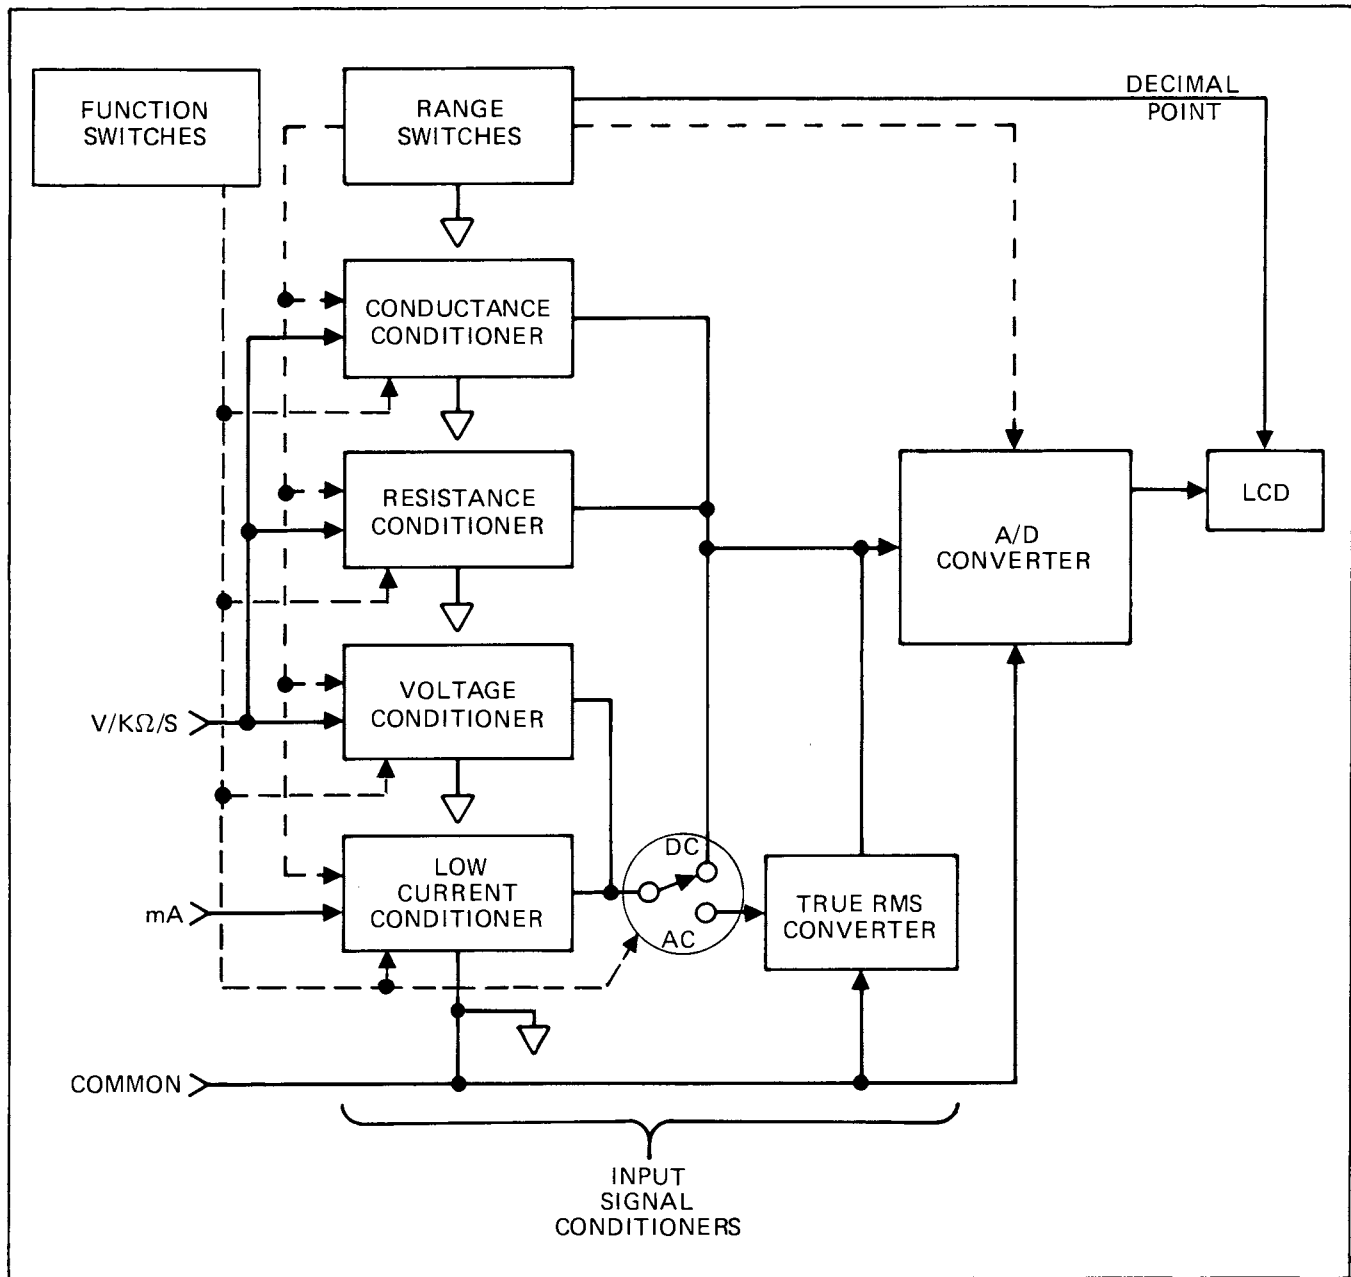 FUNCTION
SWITCHES
RANGE
SWITCHES
DECIMAL
POINT
CONDUCTANCE
CONDITIONER
RESISTANCE
CONDITIONER
LCD
A/D
CONVERTER
VOLTAGE
CONDITIONER
V/KΩ/S
LOW
CURRENT
CONDITIONER
mA
DC
AC
TRUE RMS
CONVERTER
COMMON
INPUT
SIGNAL
CONDITIONERS